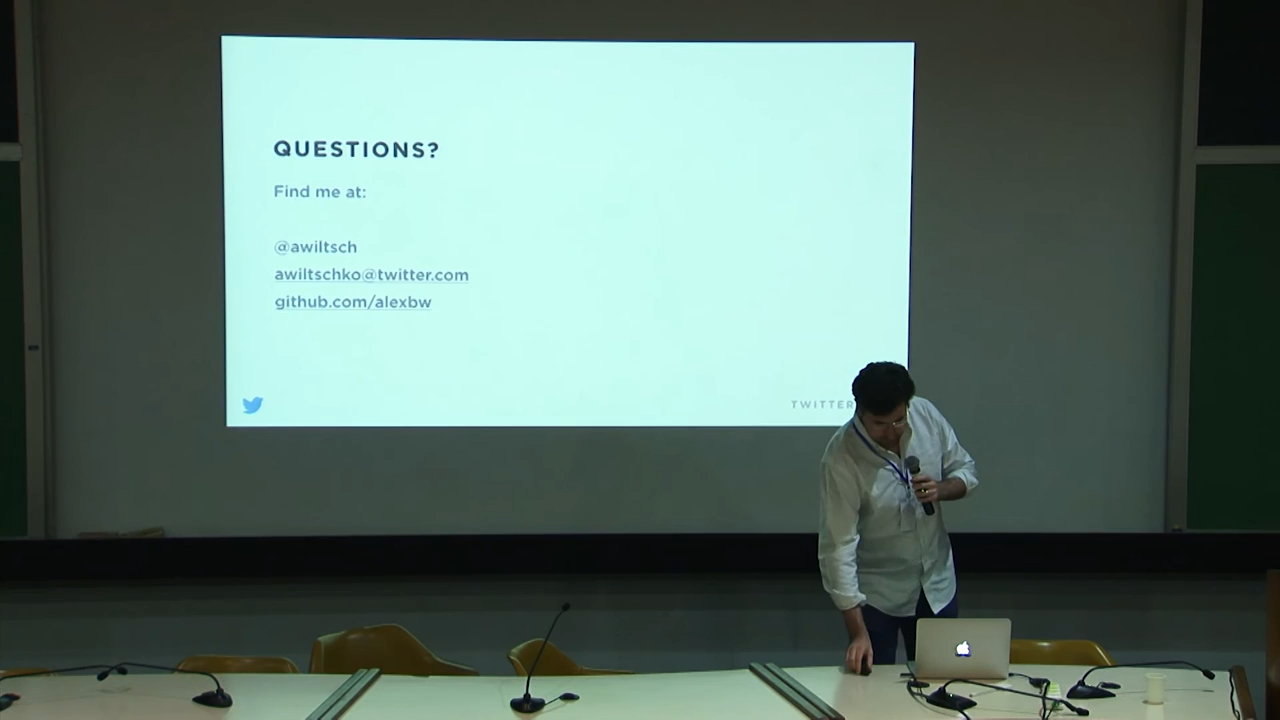 QUESTIONS?
Find me at:
@awiltsch
awiltschko@twitter.com
github.com/alexbw
TWITTER